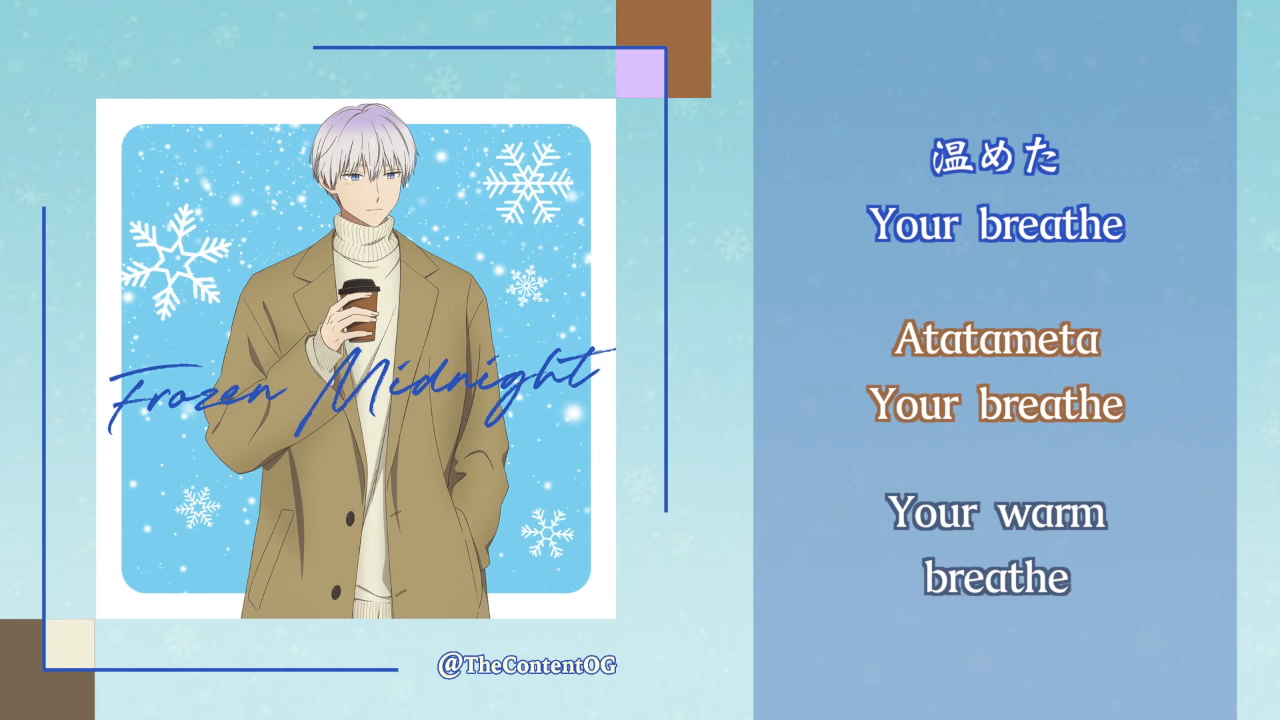 Frozen Midnight
@TheContentOG
温めた
Your breathe
Atatameta
Your breathe
Your warm
breathe